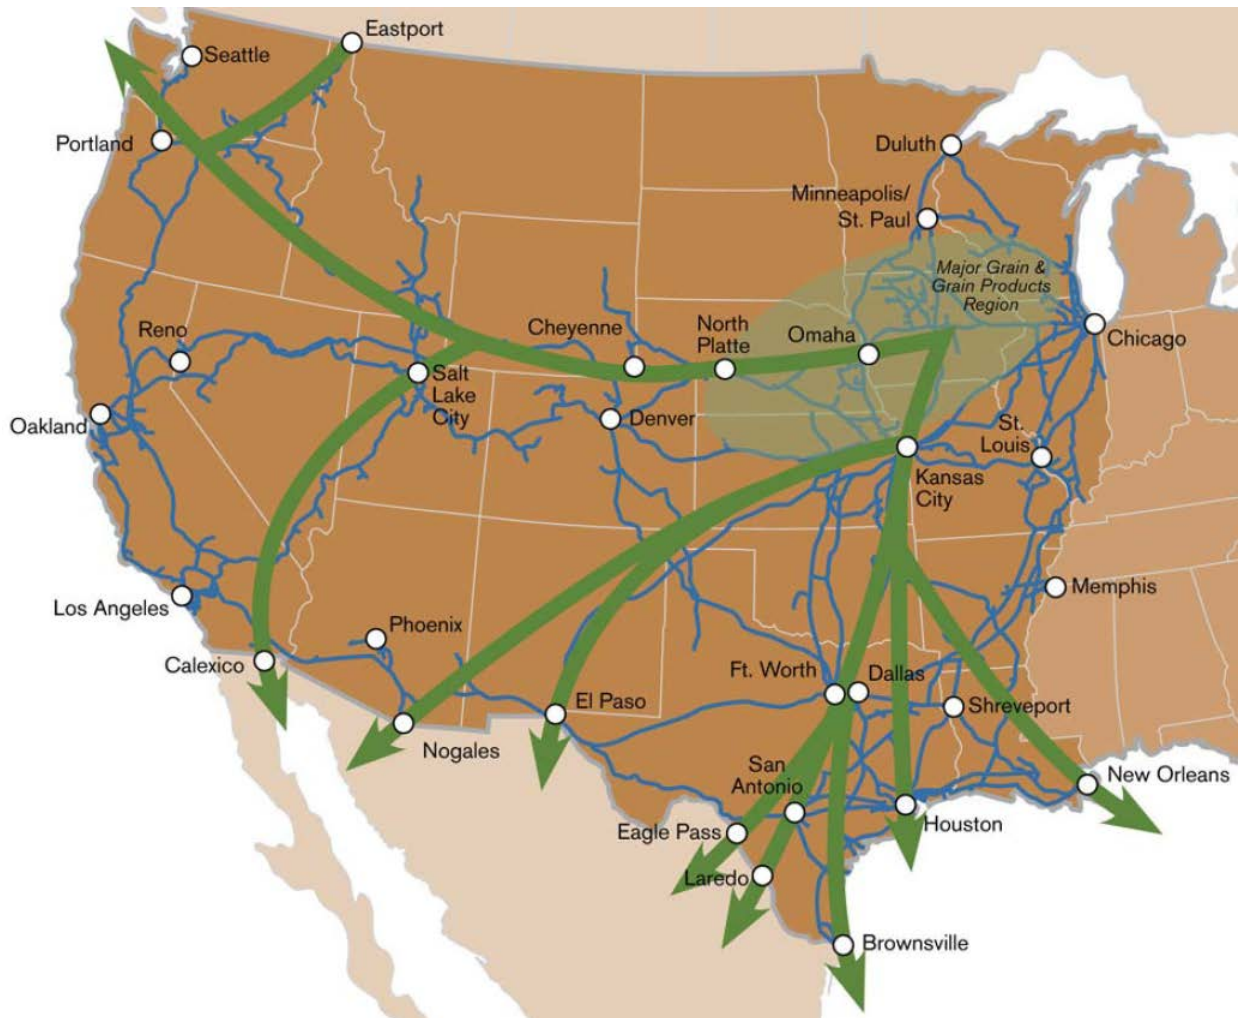 Eastport
Seattle
Portland
Duluth
Minneapolis/
St. Paul
Major Grain &
Grain Products
Region
Reno
Cheyenne
North
Platte
Omaha
Chicago
Salt
Lake
City
Oakland
Denver
St.
Louis
Kansas
City
Los Angeles
Memphis
Phoenix
Calexico
Ft. Worth
Dallas
El Paso
Shreveport
Nogales
San
Antonio
New Orleans
Eagle Pass
Houston
Laredo
Brownsville